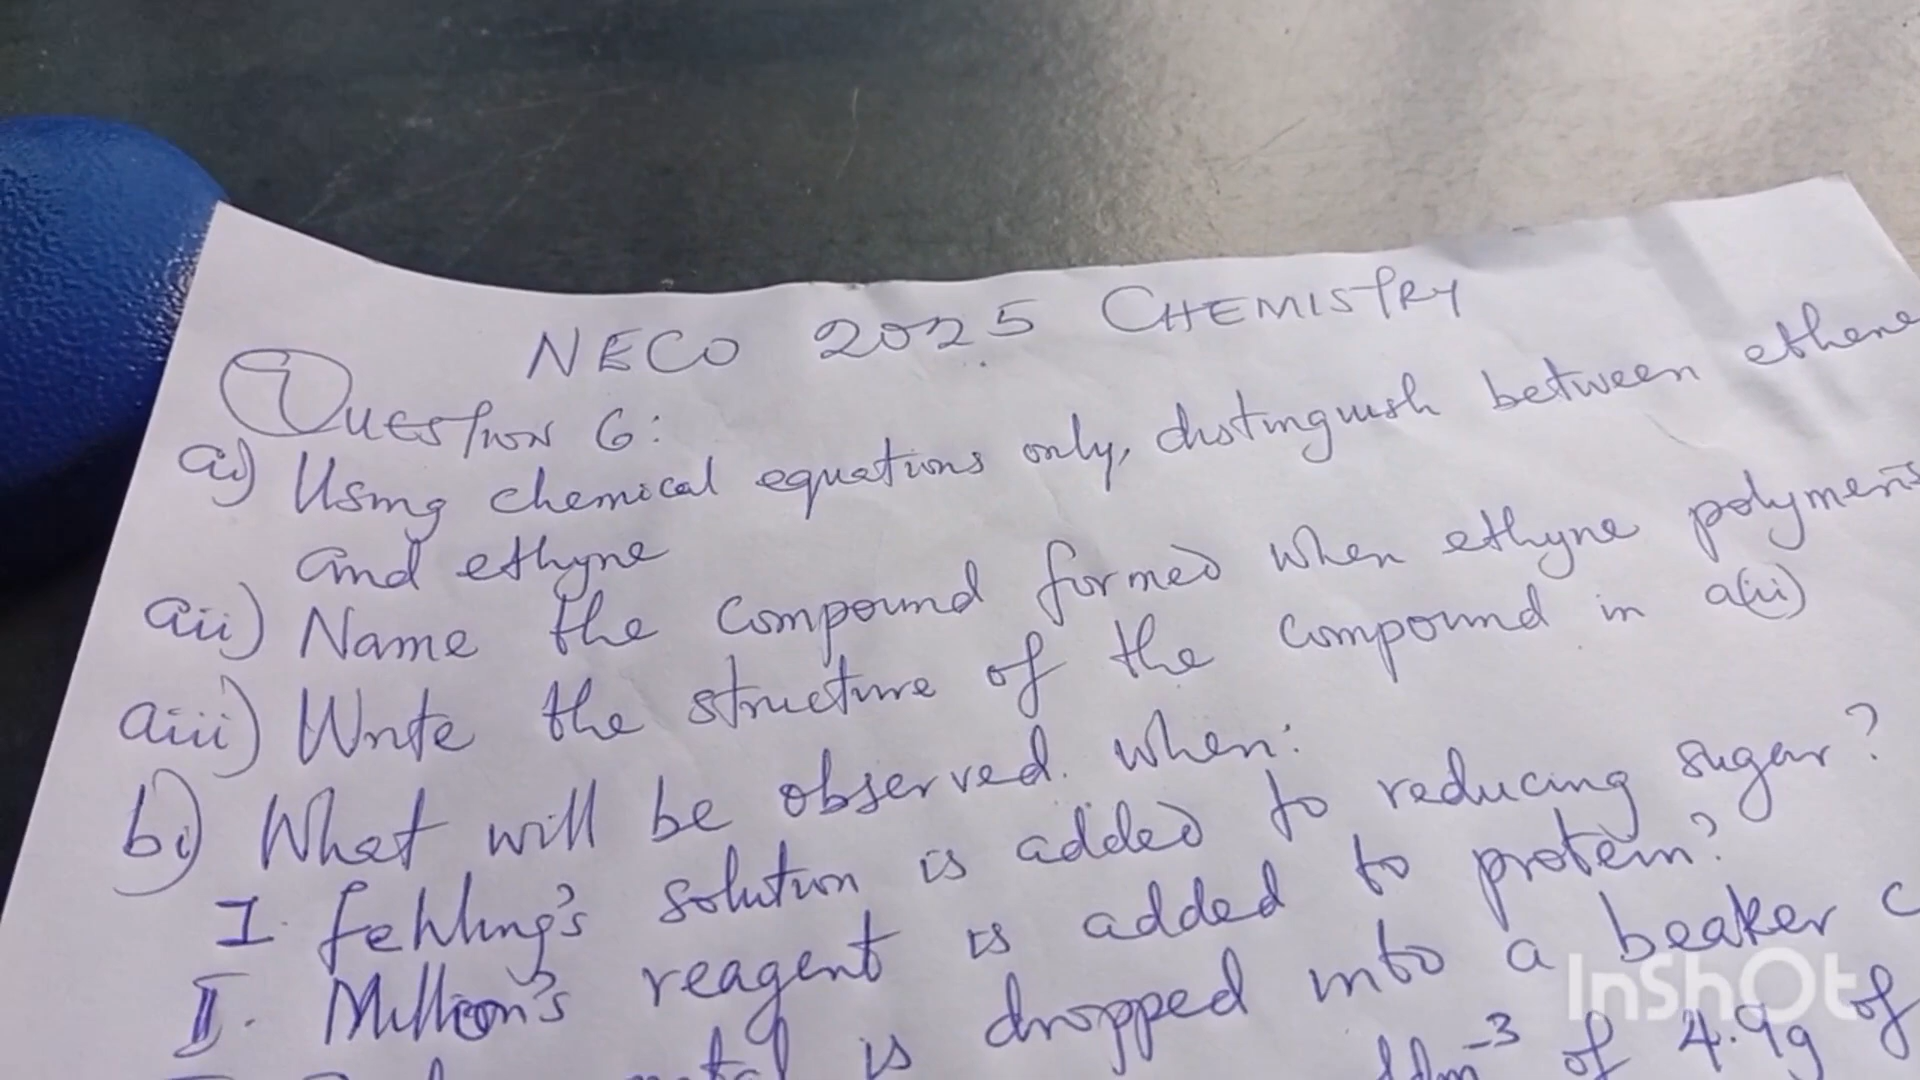 NECO 2025 CHEMISTRY
QUESTION 6:
ai) Using chemical equations only, distinguish between ethene
and ethyne
aii) Name the compound formed when ethyne polymeris
aiii) Write the structure of the compound in a(ii)
bi) What will be observed. when:
I. Fehling's solution is added to reducing sugar?
II. Millon's reagent is added to protein?
metal is dropped into a beaker c
dm⁻³ of 4.9g of
InShOt